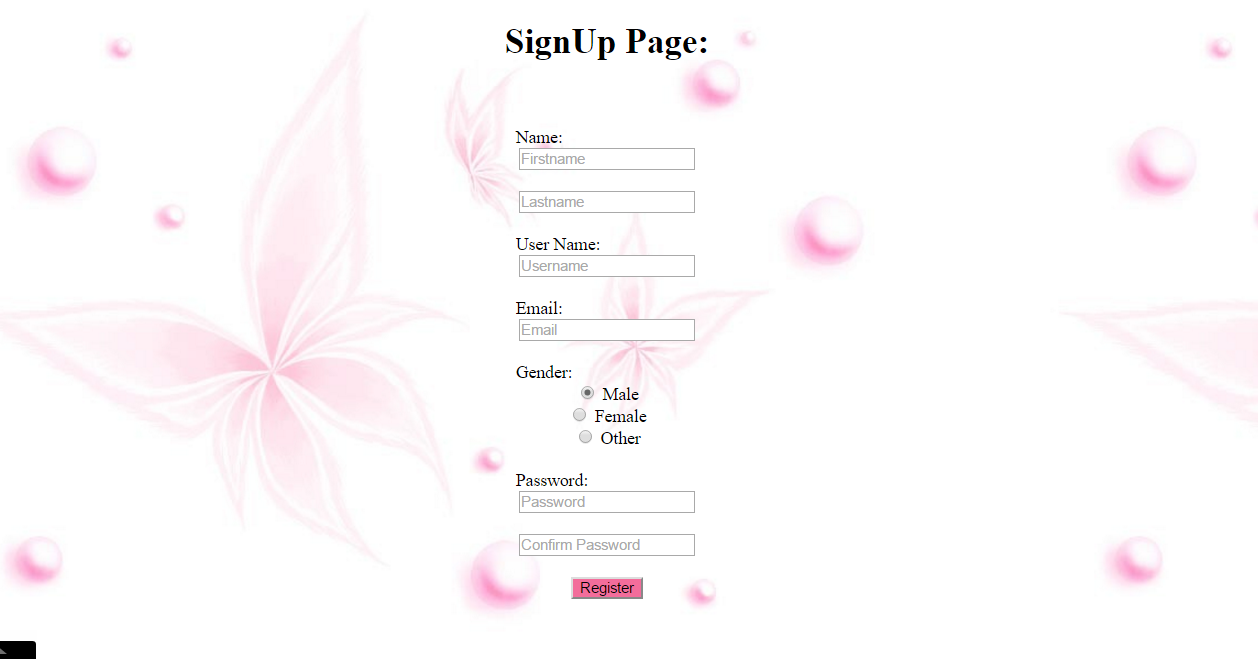 SignUp Page:
Name:
Firstname
Lastname
User Name:
Username
Email:
Email
Gender:
Male
Female
Other
Password:
Password
Confirm Password
Register